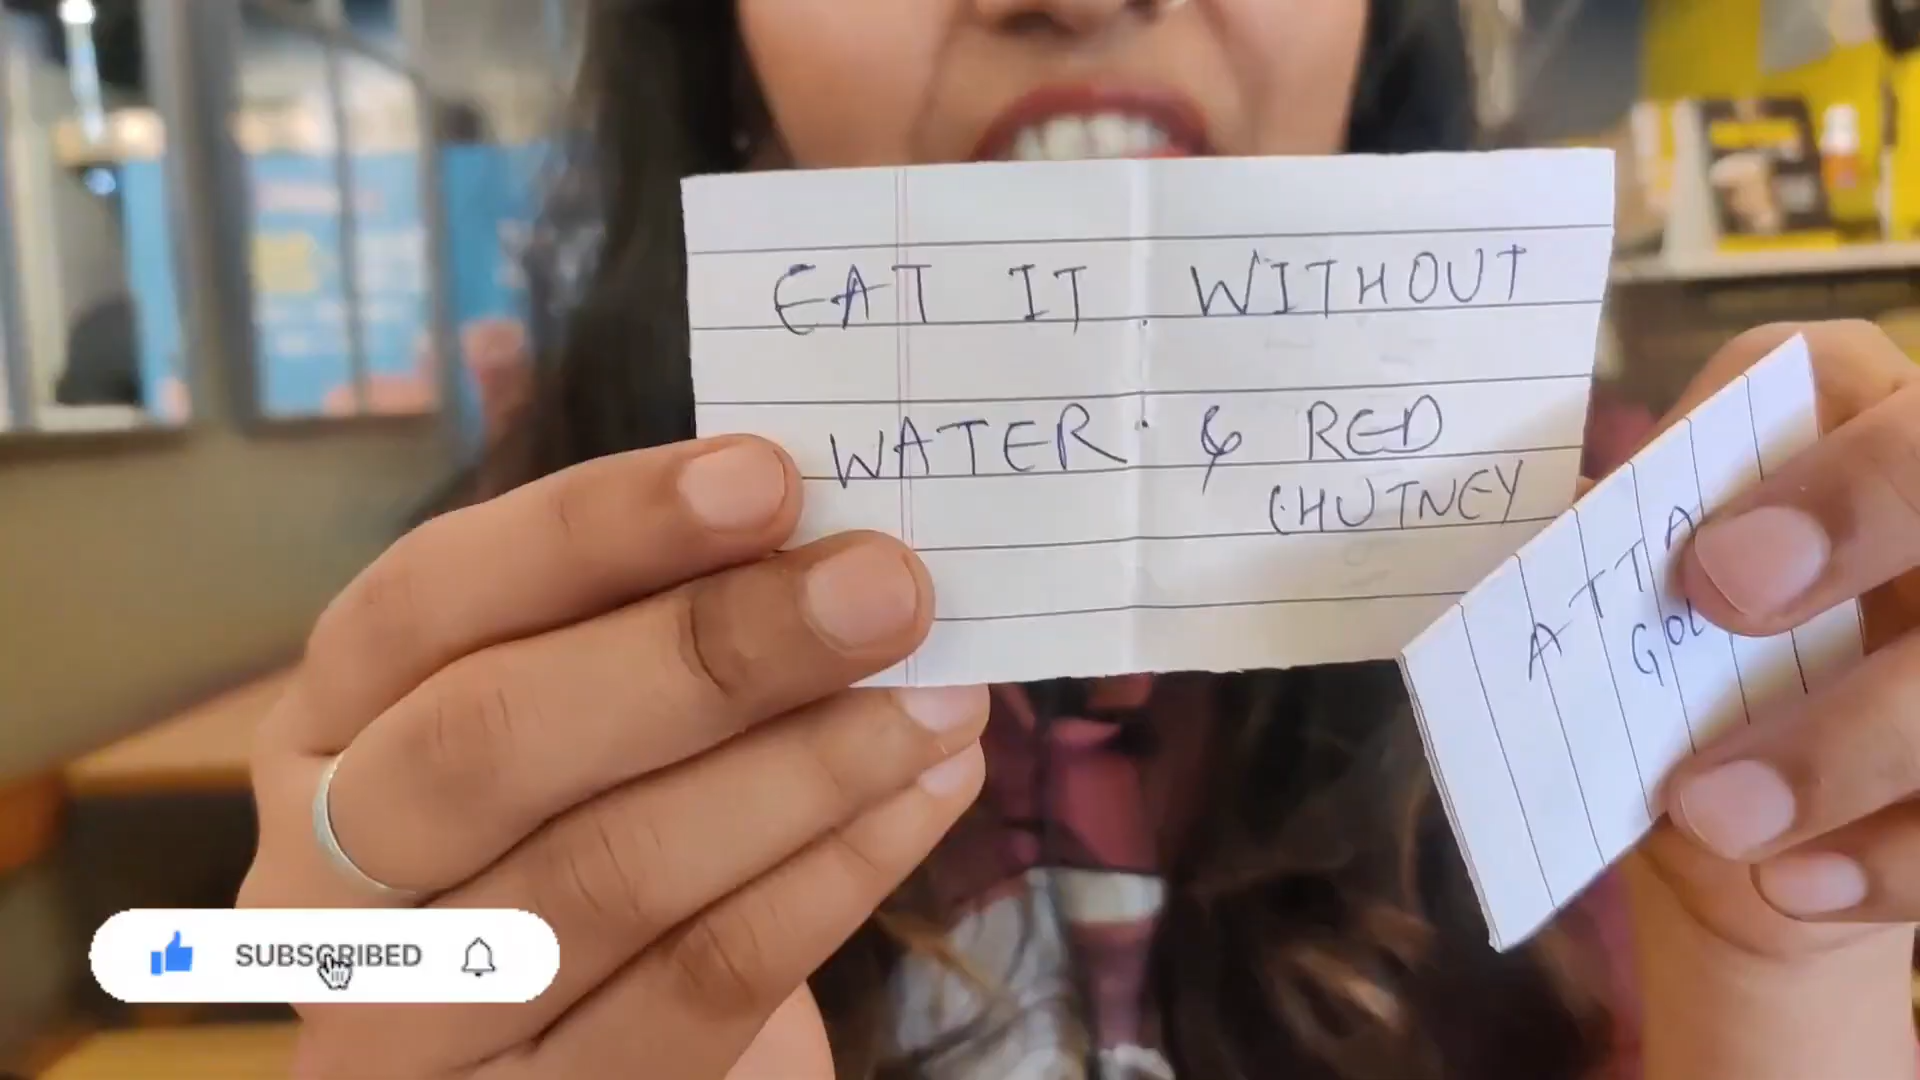 EAT IT WITHOUT
WATER & RED
CHUTNEY
ATTA
SUBSCRIBED